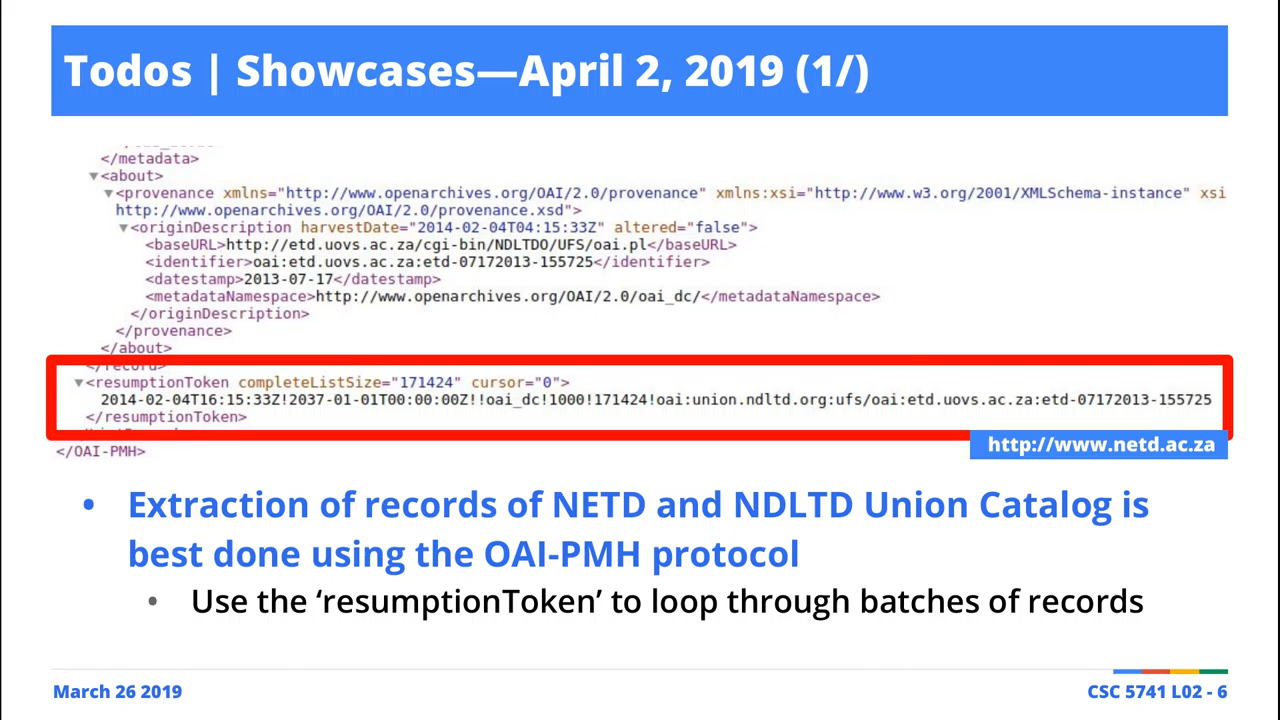 Todos | Showcases—April 2, 2019 (1/)
</metadata>
<about>
<provenance xmlns="http://www.openarchives.org/OAI/2.0/provenance" xmlns:xsi="http://www.w3.org/2001/XMLSchema-instance" xsi
http://www.openarchives.org/OAI/2.0/provenance.xsd">
<originDescription harvestDate="2014-02-04T04:15:33Z" altered="false">
<baseURL>http://etd.uovs.ac.za/cgi-bin/NDLTDO/UFS/oai.pl</baseURL>
<identifier>oai:etd.uovs.ac.za:etd-07172013-155725</identifier>
<datestamp>2013-07-17</datestamp>
<metadataNamespace>http://www.openarchives.org/OAI/2.0/oai_dc/</metadataNamespace>
</originDescription>
</provenance>
</about>
</record>
<resumptionToken completeListSize="171424" cursor="0">
2014-02-04T16:15:33Z!2037-01-01T00:00:00Z!!oai_dc!1000!171424!oai:union.ndltd.org:ufs/oai:etd.uovs.ac.za:etd-07172013-155725
</resumptionToken>
</OAI-PMH>
http://www.netd.ac.za
• Extraction of records of NETD and NDLTD Union Catalog is
best done using the OAI-PMH protocol
• Use the ‘resumptionToken’ to loop through batches of records
March 26 2019
CSC 5741 L02 - 6